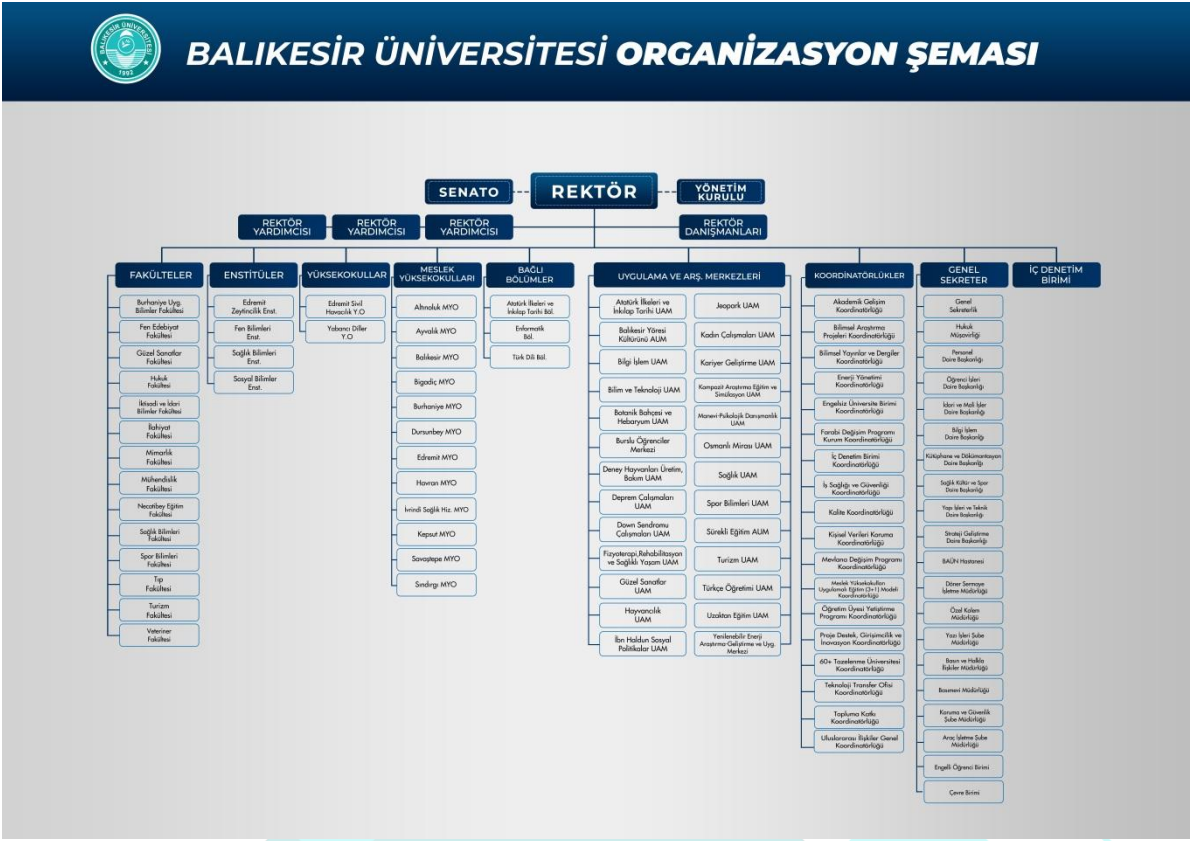 BALIKESİR ÜNİVERSİTESİ
1992
BALIKESİR ÜNİVERSİTESİ ORGANİZASYON ŞEMASI
SENATO
REKTÖR
YÖNETİM
KURULU
REKTÖR
YARDIMCISI
REKTÖR
YARDIMCISI
REKTÖR
YARDIMCISI
REKTÖR
DANIŞMANLARI
FAKÜLTELER
Burhaniye Uyg.
Bilimler Fakültesi
Fen Edebiyat
Fakültesi
Güzel Sanatlar
Fakültesi
Hukuk
Fakültesi
İktisadi ve İdari
Bilimler Fakültesi
İlahiyat
Fakültesi
Mimarlık
Fakültesi
Mühendislik
Fakültesi
Necatibey Eğitim
Fakültesi
Sağlık Bilimleri
Fakültesi
Spor Bilimleri
Fakültesi
Tıp
Fakültesi
Turizm
Fakültesi
Veteriner
Fakültesi
ENSTİTÜLER
Edremit
Zeytincilik Enst.
Fen Bilimleri
Enst.
Sağlık Bilimleri
Enst.
Sosyal Bilimler
Enst.
YÜKSEKOKULLAR
Edremit Sivil
Havacılık Y.O
Yabancı Diller
Y.O
MESLEK
YÜKSEKOKULLARI
Altınoluk MYO
Ayvalık MYO
Balıkesir MYO
Bigadiç MYO
Burhaniye MYO
Dursunbey MYO
Edremit MYO
Havran MYO
İvrindi Sağlık Hiz. MYO
Kepsut MYO
Savaştepe MYO
Sındırgı MYO
BAĞLI
BÖLÜMLER
Atatürk İlkeleri ve
İnkılap Tarihi Böl.
Enformatik
Böl.
Türk Dili Böl.
UYGULAMA VE ARŞ. MERKEZLERİ
Atatürk İlkeleri ve
İnkılap Tarihi UAM
Balıkesir Yöresi
Kültürünü AUM
Bilgi İşlem UAM
Bilim ve Teknoloji UAM
Botanik Bahçesi ve
Hebaryum UAM
Burslu Öğrenciler
Merkezi
Deney Hayvanları Üretim,
Bakım UAM
Deprem Çalışmaları
UAM
Down Sendromu
Çalışmaları UAM
Fizyoterapi,Rehabilitasyon
ve Sağlıklı Yaşam UAM
Güzel Sanatlar
UAM
Hayvancılık
UAM
İbn Haldun Sosyal
Politikalar UAM
Jeopark UAM
Kadın Çalışmaları UAM
Kariyer Geliştirme UAM
Kompozit Araştırma Eğitim ve
Simülasyon UAM
Manevi-Psikolojik Danışmanlık
UAM
Osmanlı Mirası UAM
Sağlık UAM
Spor Bilimleri UAM
Sürekli Eğitim AUM
Turizm UAM
Türkçe Öğretimi UAM
Uzaktan Eğitim UAM
Yenilenebilir Enerji
Araştırma-Geliştirme ve Uyg.
Merkezi
KOORDİNATÖRLÜKLER
Akademik Gelişim
Koordinatörlüğü
Bilimsel Araştırma
Projeleri Koordinatörlüğü
Bilimsel Yayınlar ve Dergiler
Koordinatörlüğü
Enerji Yönetimi
Koordinatörlüğü
Engelsiz Üniversite Birimi
Koordinatörlüğü
Farabi Değişim Programı
Kurum Koordinatörlüğü
İç Denetim Birimi
Koordinatörlüğü
İş Sağlığı ve Güvenliği
Koordinatörlüğü
Kalite Koordinatörlüğü
Kişisel Verileri Koruma
Koordinatörlüğü
Mevlana Değişim Programı
Koordinatörlüğü
Meslek Yüksekokulları
Uygulamalı Eğitim (3+1) Modeli
Koordinatörlüğü
Öğretim Üyesi Yetiştirme
Programı Koordinatörlüğü
Proje Destek, Girişimcilik ve
İnovasyon Koordinatörlüğü
60+ Tazelenme Üniversitesi
Koordinatörlüğü
Teknoloji Transfer Ofisi
Koordinatörlüğü
Topluma Katkı
Koordinatörlüğü
Uluslararası İlişkiler Genel
Koordinatörlüğü
GENEL
SEKRETER
Genel
Sekreterlik
Hukuk
Müşavirliği
Personel
Daire Başkanlığı
Öğrenci İşleri
Daire Başkanlığı
İdari ve Mali İşler
Daire Başkanlığı
Bilgi İşlem
Daire Başkanlığı
Kütüphane ve Dökümantasyon
Daire Başkanlığı
Sağlık Kültür ve Spor
Daire Başkanlığı
Yapı İşleri ve Teknik
Daire Başkanlığı
Strateji Geliştirme
Daire Başkanlığı
BAÜN Hastanesi
Döner Sermaye
İşletme Müdürlüğü
Özel Kalem
Müdürlüğü
Yazı İşleri Şube
Müdürlüğü
Basın ve Halkla
İlişkiler Müdürlüğü
Basımevi Müdürlüğü
Koruma ve Güvenlik
Şube Müdürlüğü
Araç İşletme Şube
Müdürlüğü
Engelli Öğrenci Birimi
Çevre Birimi
İÇ DENETİM
BİRİMİ